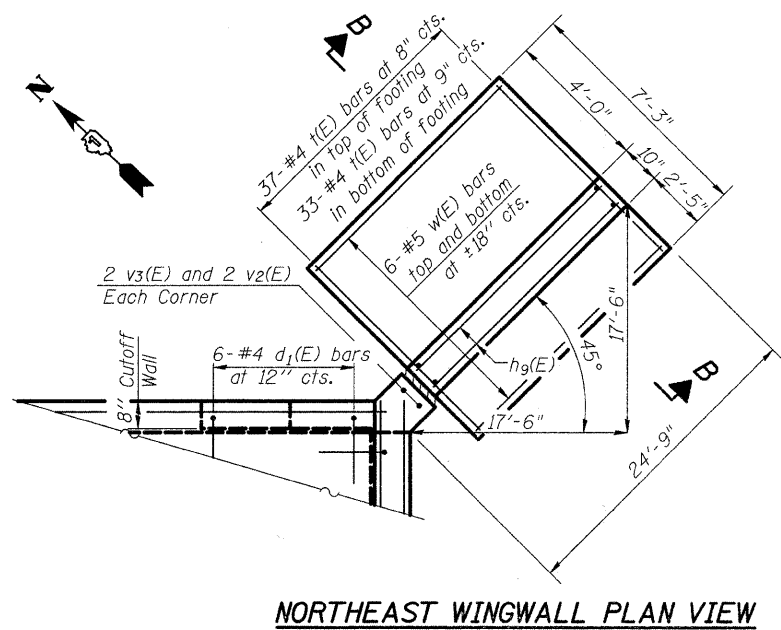 B
N
1
37-#4 t(E) bars at 8" cts.
in top of footing
33-#4 t(E) bars at 9" cts.
in bottom of footing
7'-3"
4'-0"
10"
2'-5"
6-#5 w(E) bars
top and bottom
at ±18" cts.
2 v3(E) and 2 v2(E)
Each Corner
6-#4 d1(E) bars
at 12" cts.
8" Cutoff
Wall
h9(E)
45°
17'-6"
17'-6"
B
24'-9"
NORTHEAST WINGWALL PLAN VIEW